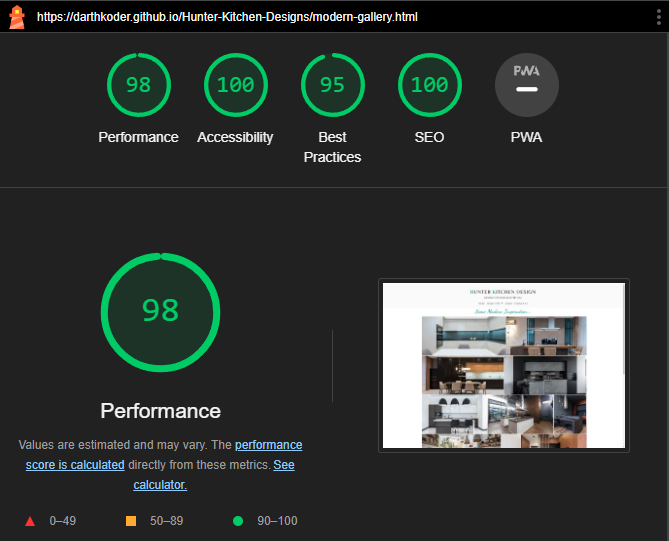 https://darthkoder.github.io/Hunter-Kitchen-Designs/modern-gallery.html
98
100
95
100
PWA
Performance
Accessibility
Best
Practices
SEO
PWA
98
Performance
Values are estimated and may vary. The performance
score is calculated directly from these metrics. See
calculator.
0–49
50–89
90–100
HUNTER KITCHEN DESIGN
Some Modern Inspiration...